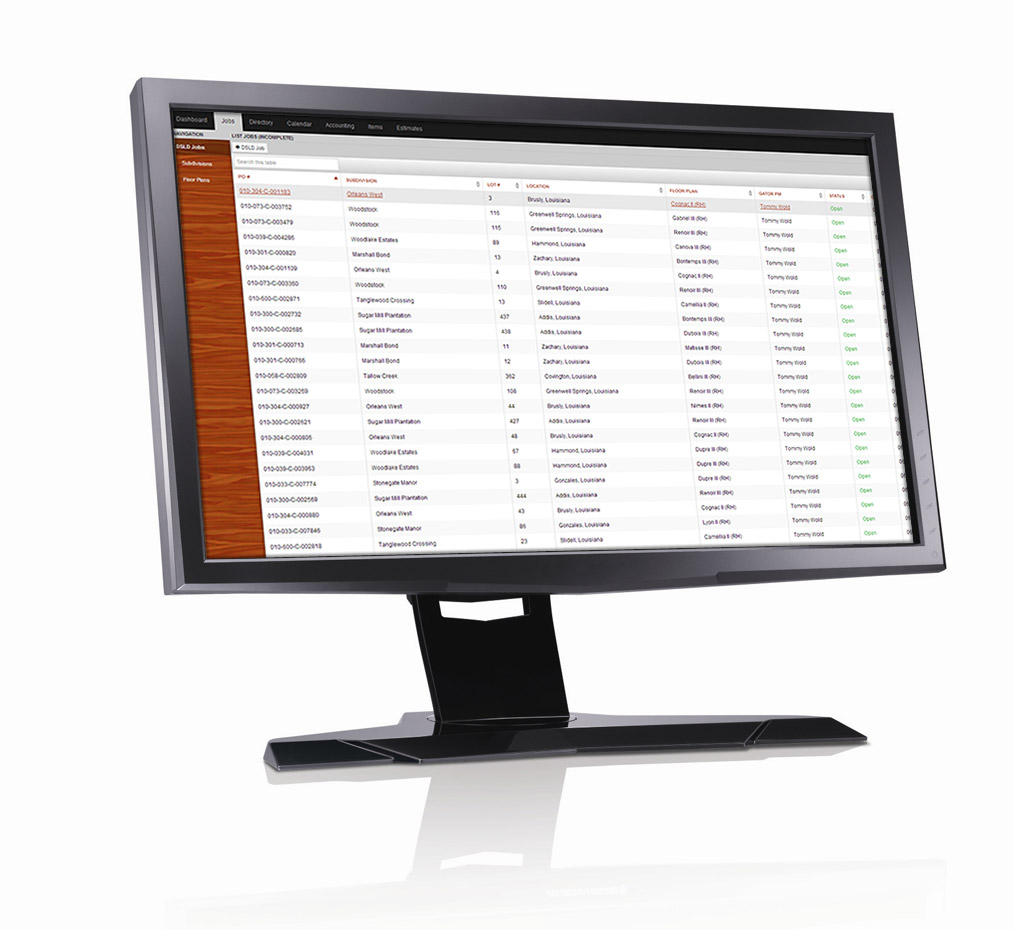 Dashboard Jobs Directory Calendar Accounting Items Estimates
NAVIGATION LIST JOBS (INCOMPLETE)
DSLD Jobs DSLD Job
Subdivisions Search this table
Floor Plans
PO # SUBDIVISION LOT # LOCATION FLOOR PLAN GATOR PM STATUS
010-304-C-001183 Orleans West 3 Brusly, Louisiana Cognac II (RH) Tommy Wold Open
010-073-C-003752 Woodstock 116 Greenwell Springs, Louisiana Gabriel III (RH) Tommy Wold Open
010-073-C-003479 Woodstock 115 Greenwell Springs, Louisiana Renoir III (RH) Tommy Wold Open
010-039-C-004286 Woodlake Estates 89 Hammond, Louisiana Canova III (RH) Tommy Wold Open
010-301-C-000820 Marshall Bond 13 Zachary, Louisiana Bontemps III (RH) Tommy Wold Open
010-304-C-001109 Orleans West 4 Brusly, Louisiana Cognac II (RH) Tommy Wold Open
010-073-C-003360 Woodstock 110 Greenwell Springs, Louisiana Renoir III (RH) Tommy Wold Open
010-600-C-002871 Tanglewood Crossing 13 Slidell, Louisiana Camellia II (RH) Tommy Wold Open
010-300-C-002732 Sugar Mill Plantation 437 Addis, Louisiana Bontemps III (RH) Tommy Wold Open
010-300-C-002685 Sugar Mill Plantation 438 Addis, Louisiana Dubois III (RH) Tommy Wold Open
010-301-C-000713 Marshall Bond 11 Zachary, Louisiana Matisse III (RH) Tommy Wold Open
010-301-C-000766 Marshall Bond 12 Zachary, Louisiana Dubois III (RH) Tommy Wold Open
010-058-C-002809 Tallow Creek 362 Covington, Louisiana Bellini III (RH) Tommy Wold Open
010-073-C-003269 Woodstock 108 Greenwell Springs, Louisiana Renoir III (RH) Tommy Wold Open
010-304-C-000927 Orleans West 44 Brusly, Louisiana Nimes II (RH) Tommy Wold Open
010-300-C-002621 Sugar Mill Plantation 427 Addis, Louisiana Renoir III (RH) Tommy Wold Open
010-304-C-000805 Orleans West 48 Brusly, Louisiana Cognac II (RH) Tommy Wold Open
010-039-C-004031 Woodlake Estates 67 Hammond, Louisiana Dupre III (RH) Tommy Wold Open
010-039-C-003953 Woodlake Estates 88 Hammond, Louisiana Dupre III (RH) Tommy Wold Open
010-033-C-007774 Stonegate Manor 3 Gonzales, Louisiana Dupre III (RH) Tommy Wold Open
010-300-C-002569 Sugar Mill Plantation 444 Addis, Louisiana Renoir III (RH) Tommy Wold Open
010-304-C-000880 Orleans West 43 Brusly, Louisiana Cognac II (RH) Tommy Wold Open
010-033-C-007845 Stonegate Manor 86 Gonzales, Louisiana Lyon II (RH) Tommy Wold Open
010-600-C-002818 Tanglewood Crossing 23 Slidell, Louisiana Camellia II (RH) Tommy Wold Open